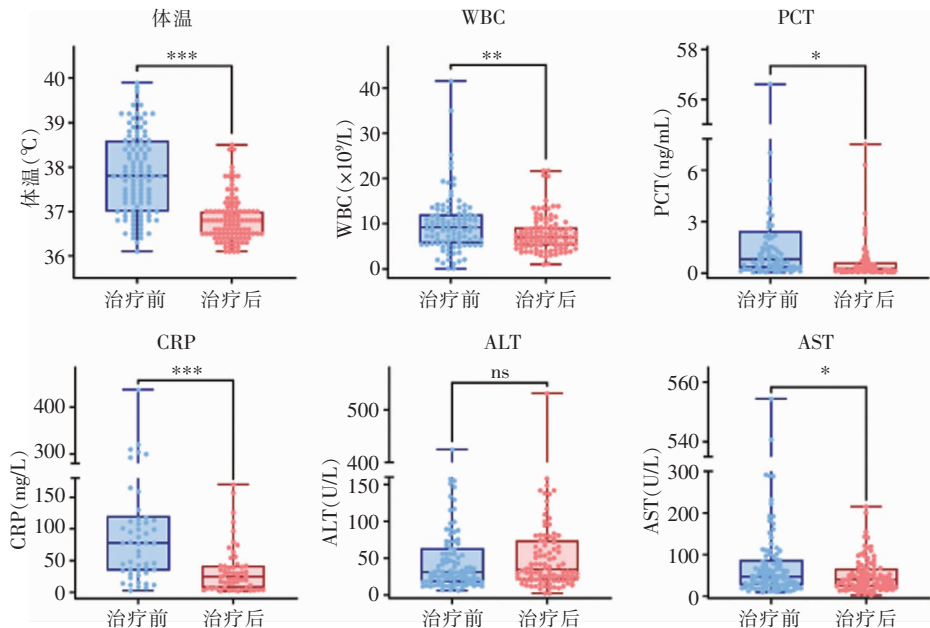 体温
WBC
PCT
体温(℃)
40
39
38
37
36
***
治疗前
治疗后
WBC(×10⁹/L)
40
30
20
10
0
**
治疗前
治疗后
PCT(ng/mL)
58
56
6
3
0
*
治疗前
治疗后
CRP
ALT
AST
CRP(mg/L)
400
300
150
100
50
0
***
治疗前
治疗后
ALT(U/L)
500
400
150
100
50
0
ns
治疗前
治疗后
AST(U/L)
560
540
300
200
100
0
*
治疗前
治疗后